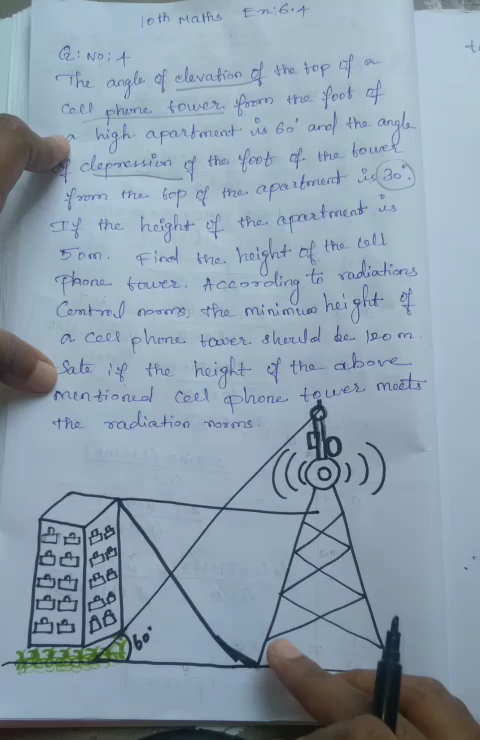 10th Maths Ex: 6.4
Q: No: 4
The angle of elevation of the top of a
cell phone tower from the foot of
a high apartment is 60° and the angle
of depression of the foot of the tower
from the top of the apartment is 30°.
If the height of the apartment is
50m. Find the height of the cell
phone tower. According to radiations
Control norms, the minimum height of
a cell phone tower should be 120 m
Sate if the height of the above
mentioned cell phone tower meets
the radiation norms.
60°